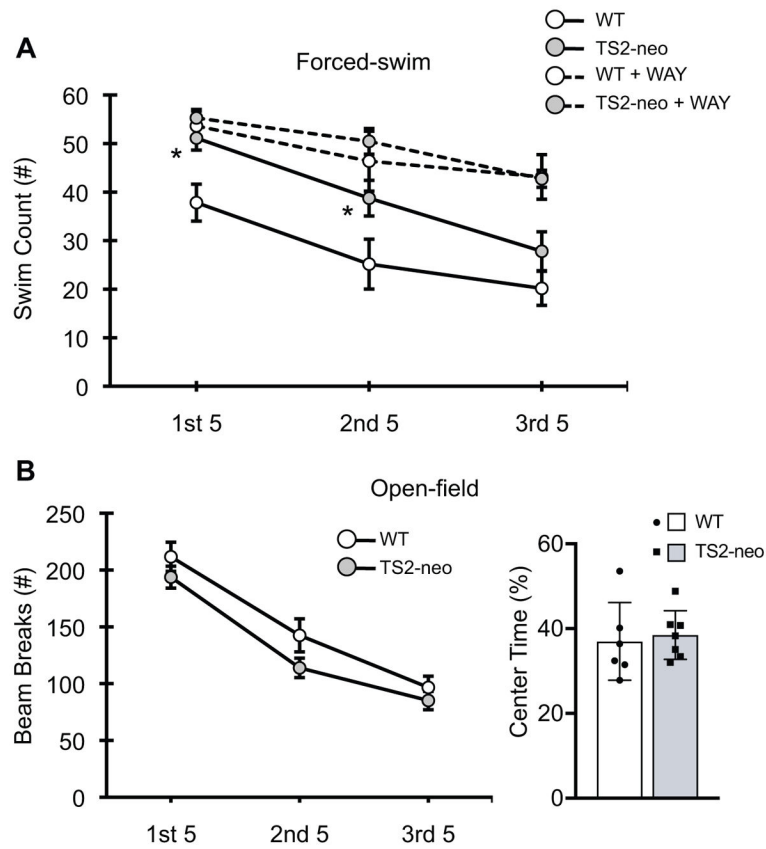 A
Forced-swim
WT
TS2-neo
WT + WAY
TS2-neo + WAY
Swim Count (#)
60
50
40
30
20
10
0
*
*
1st 5
2nd 5
3rd 5
B
Open-field
Beam Breaks (#)
250
200
150
100
50
0
WT
TS2-neo
1st 5
2nd 5
3rd 5
WT
TS2-neo
Center Time (%)
60
40
20
0